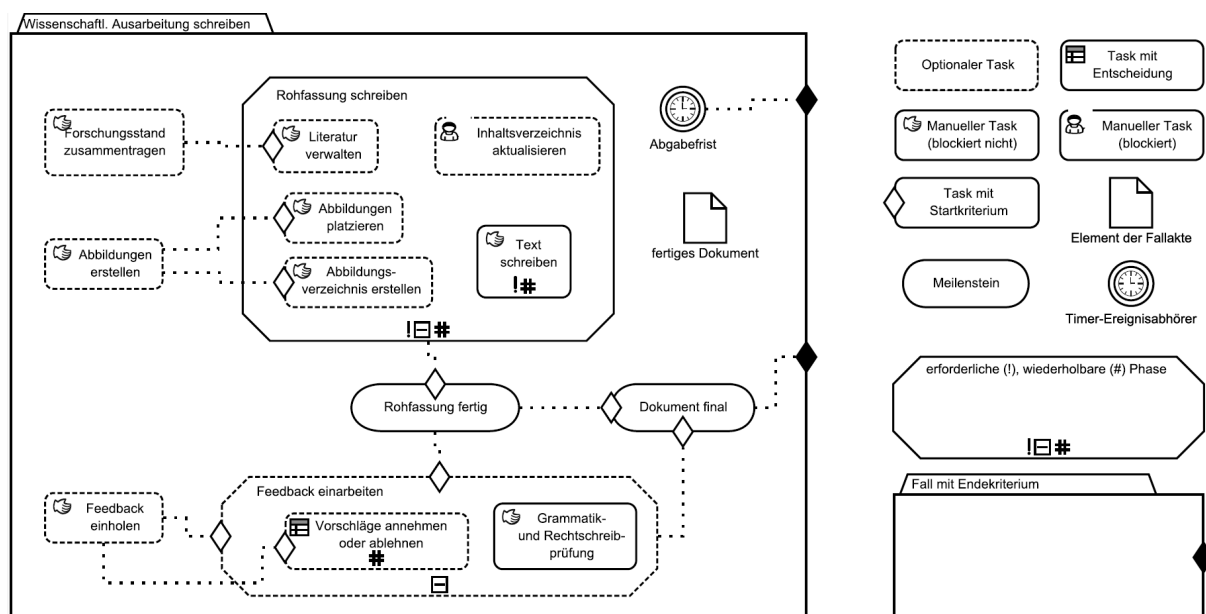 Wissenschaftl. Ausarbeitung schreiben
Rohfassung schreiben
Forschungsstand
zusammentragen
Literatur
verwalten
Inhaltsverzeichnis
aktualisieren
Abgabefrist
Abbildungen
platzieren
Abbildungen
erstellen
Abbildungs-
verzeichnis erstellen
Text
schreiben
!#
fertiges Dokument
!#
Rohfassung fertig
Dokument final
Feedback einarbeiten
Feedback
einholen
Vorschläge annehmen
oder ablehnen
#
Grammatik-
und Rechtschreib-
prüfung
Optionaler Task
Task mit
Entscheidung
Manueller Task
(blockiert nicht)
Manueller Task
(blockiert)
Task mit
Startkriterium
Element der Fallakte
Meilenstein
Timer-Ereignisabhörer
erforderliche (!), wiederholbare (#) Phase
!#
Fall mit Endekriterium